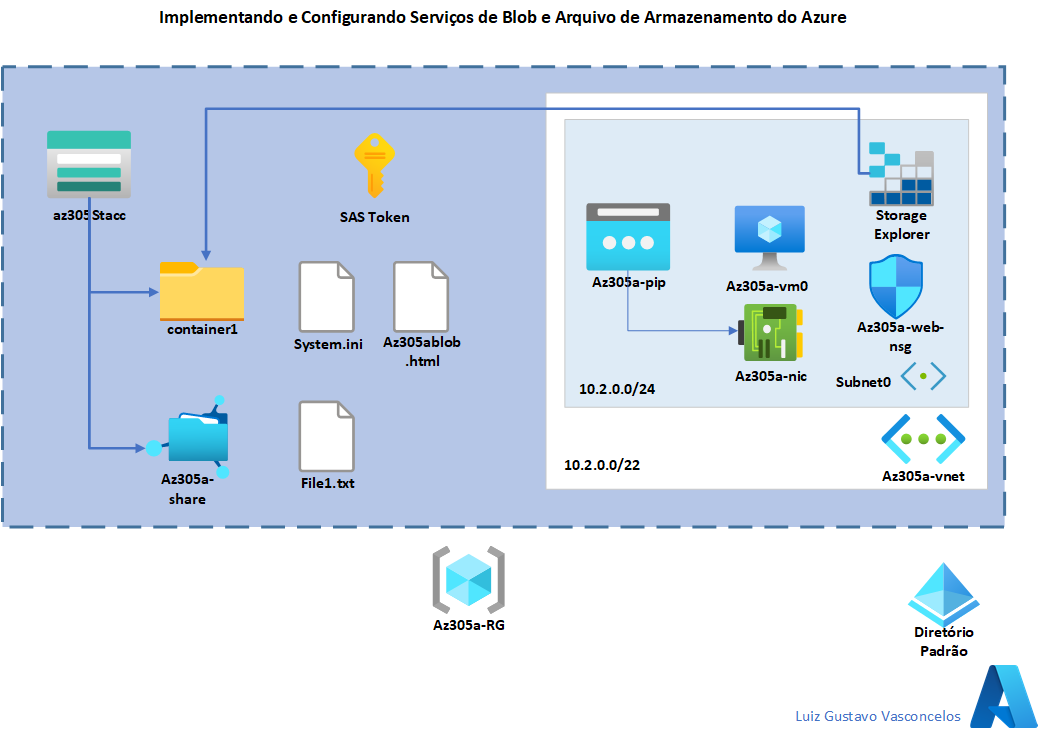 Implementando e Configurando Serviços de Blob e Arquivo de Armazenamento do Azure
az305Stacc
SAS Token
Storage
Explorer
container1
System.ini
Az305ablob
.html
Az305a-pip
Az305a-vm0
Az305a-web-
nsg
Az305a-nic
Subnet0
10.2.0.0/24
Az305a-
share
File1.txt
10.2.0.0/22
Az305a-vnet
Az305a-RG
Diretório
Padrão
Luiz Gustavo Vasconcelos